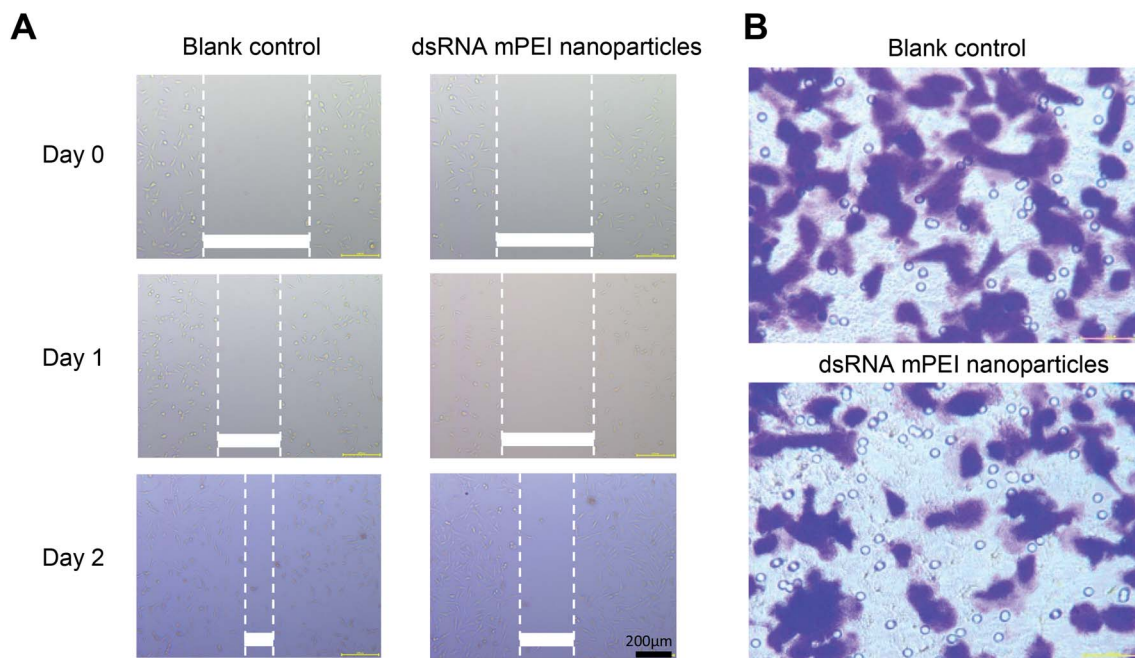 A
Blank control
dsRNA mPEI nanoparticles
Day 0
Day 1
Day 2
200μm
B
Blank control
dsRNA mPEI nanoparticles